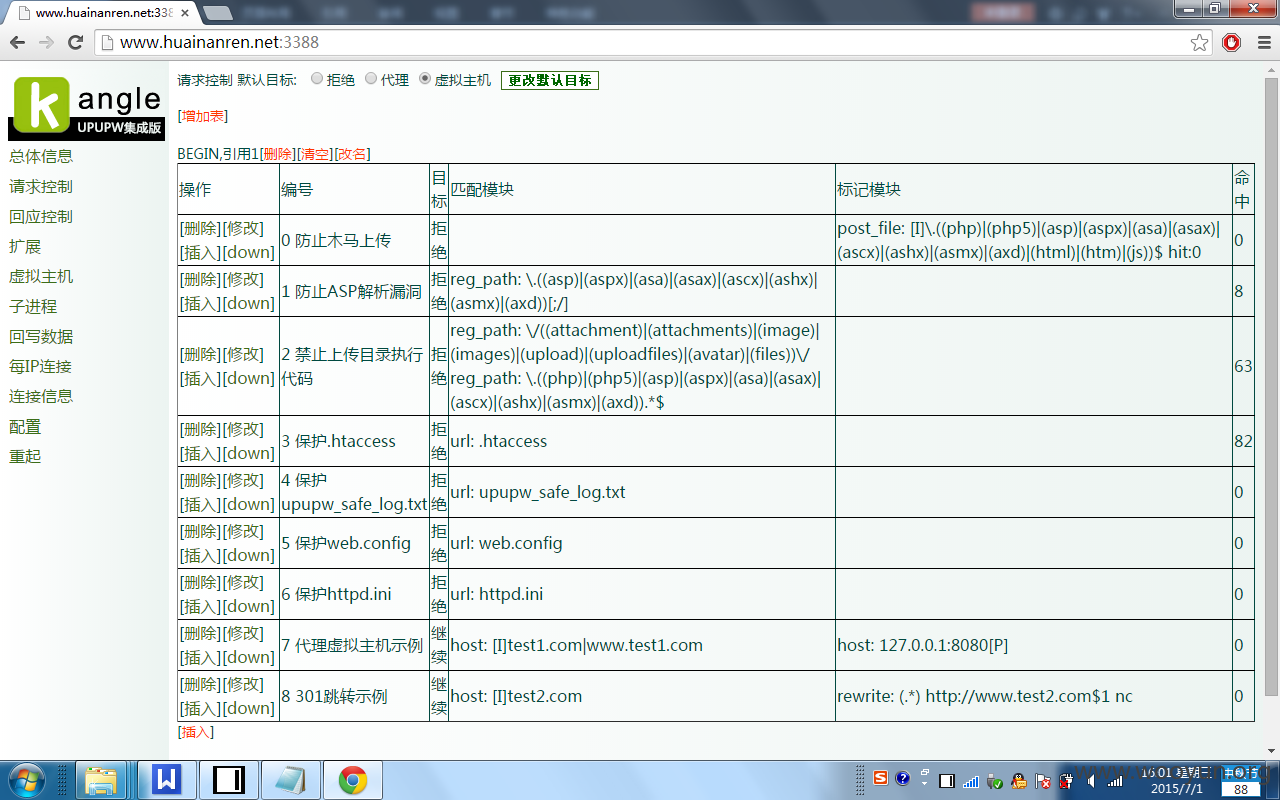 www.huainanren.net:338
www.huainanren.net:3388
k angle
UPUPW集成版
总体信息
请求控制
回应控制
扩展
虚拟主机
子进程
回写数据
每IP连接
连接信息
配置
重起
请求控制 默认目标: 拒绝 代理 虚拟主机 更改默认目标
[增加表]
BEGIN,引用1[删除][清空][改名]
操作 编号 目标 匹配模块 标记模块 命中
[删除][修改]
[插入][down]
0 防止木马上传
拒绝
post_file: [I]\.((php)|(php5)|(asp)|(aspx)|(asa)|(asax)|
(ascx)|(ashx)|(asmx)|(axd)|(html)|(htm)|(js))$ hit:0
0
[删除][修改]
[插入][down]
1 防止ASP解析漏洞
拒绝
reg_path: \.((asp)|(aspx)|(asa)|(asax)|(ascx)|(ashx)|
(asmx)|(axd))[;/]
8
[删除][修改]
[插入][down]
2 禁止上传目录执行
代码
拒绝
reg_path: \/((attachment)|(attachments)|(image)|
(images)|(upload)|(uploadfiles)|(avatar)|(files))\/
reg_path: \.((php)|(php5)|(asp)|(aspx)|(asa)|(asax)|
(ascx)|(ashx)|(asmx)|(axd)).*$
63
[删除][修改]
[插入][down]
3 保护.htaccess
拒绝
url: .htaccess
82
[删除][修改]
[插入][down]
4 保护
upupw_safe_log.txt
拒绝
url: upupw_safe_log.txt
0
[删除][修改]
[插入][down]
5 保护web.config
拒绝
url: web.config
0
[删除][修改]
[插入][down]
6 保护httpd.ini
拒绝
url: httpd.ini
0
[删除][修改]
[插入][down]
7 代理虚拟主机示例
继续
host: [I]test1.com|www.test1.com
host: 127.0.0.1:8080[P]
0
[删除][修改]
[插入][down]
8 301跳转示例
继续
host: [I]test2.com
rewrite: (.*) http://www.test2.com$1 nc
0
[插入]
16:01 星期三
2015/7/1
88